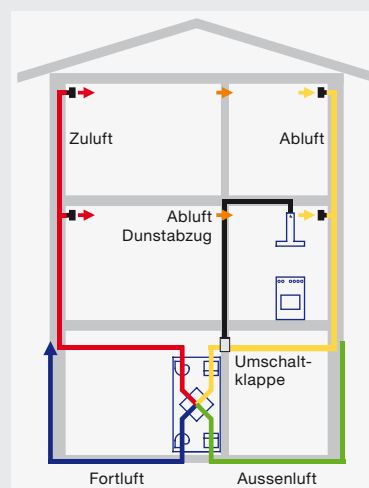 Zuluft
Abluft
Abluft
Dunstabzug
Umschalt-
klappe
Fortluft
Aussenluft